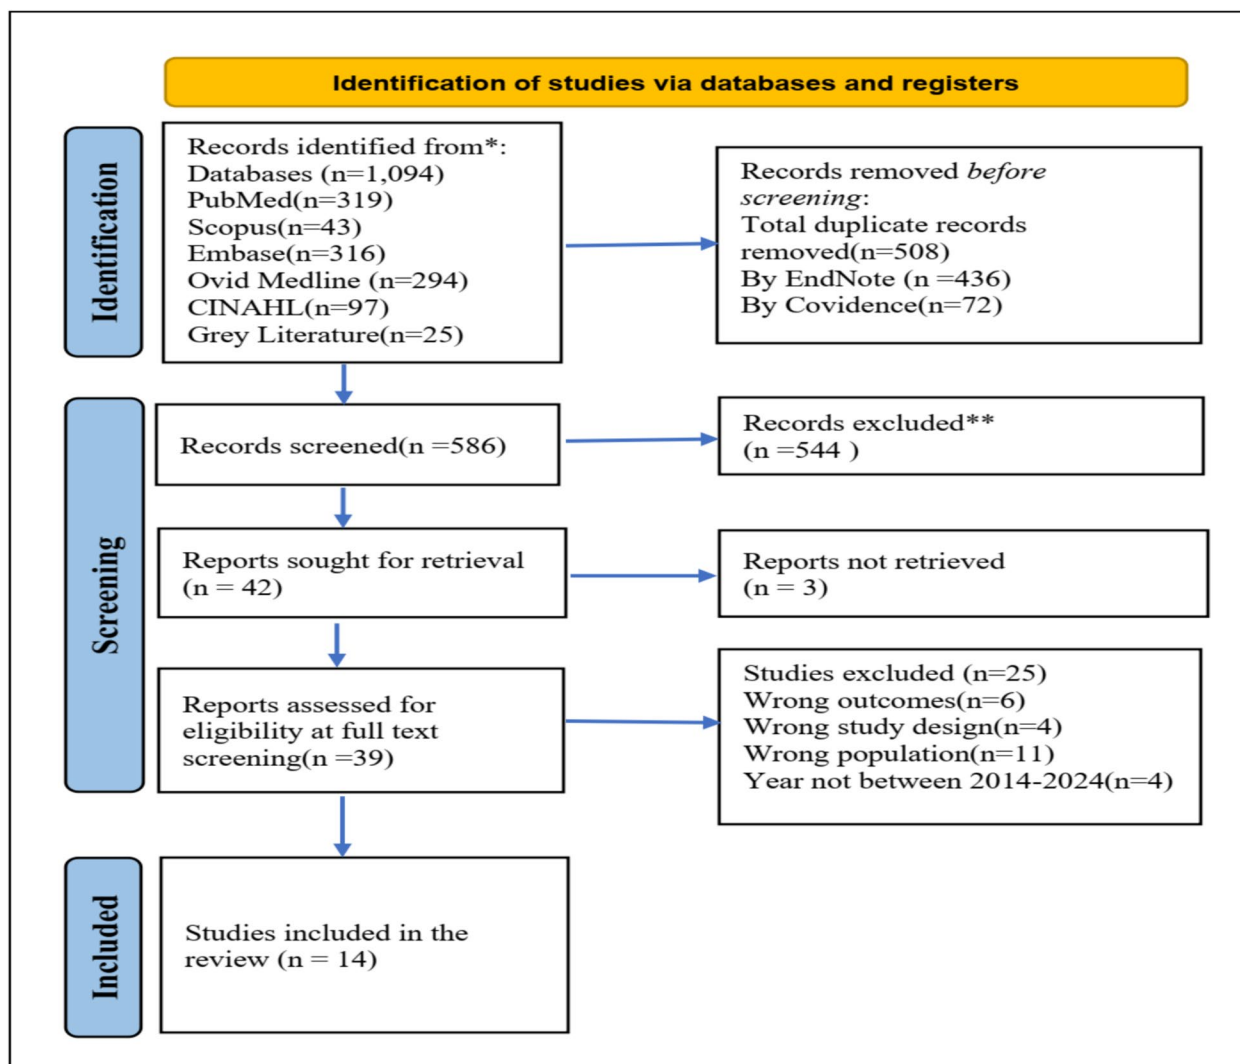 Identification of studies via databases and registers
Identification
Records identified from*:
Databases (n=1,094)
PubMed(n=319)
Scopus(n=43)
Embase(n=316)
Ovid Medline (n=294)
CINAHL(n=97)
Grey Literature(n=25)
Records removed before
screening:
Total duplicate records
removed(n=508)
By EndNote (n =436)
By Covidence(n=72)
Screening
Records screened(n =586)
Records excluded**
(n =544 )
Reports sought for retrieval
(n = 42)
Reports not retrieved
(n = 3)
Reports assessed for
eligibility at full text
screening(n =39)
Studies excluded (n=25)
Wrong outcomes(n=6)
Wrong study design(n=4)
Wrong population(n=11)
Year not between 2014-2024(n=4)
Included
Studies included in the
review (n = 14)